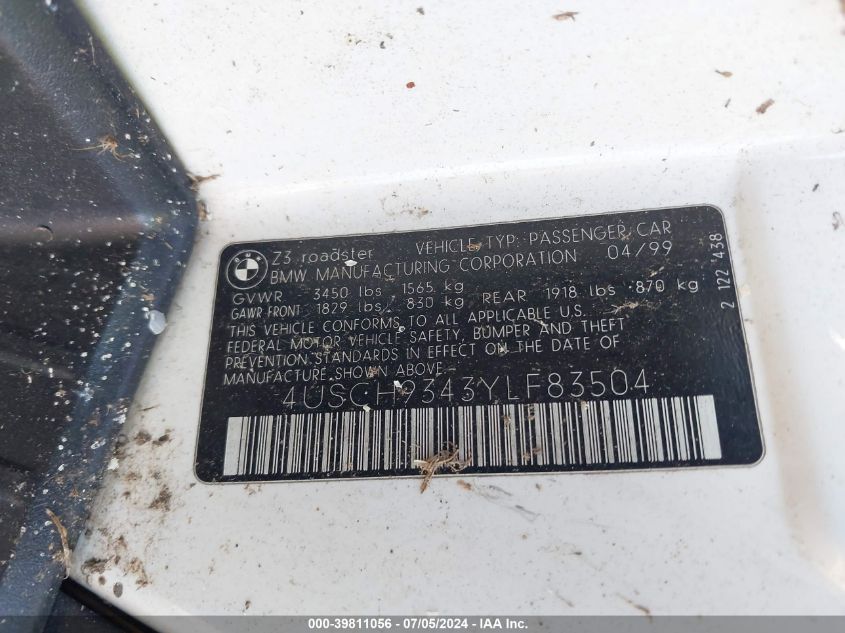 Z3 roadster VEHICLE TYP: PASSENGER CAR
BMW MANUFACTURING CORPORATION 04/99
GVWR 3450 lbs 1565 kg
GAWR FRONT 1829 lbs/ 830 kg REAR 1918 lbs 870 kg
THIS VEHICLE CONFORMS TO ALL APPLICABLE U.S.
FEDERAL MOTOR VEHICLE SAFETY, BUMPER AND THEFT
PREVENTION STANDARDS IN EFFECT ON THE DATE OF
MANUFACTURE SHOWN ABOVE
4USCH9343YLF83504
2 122 438
000-39811056 - 07/05/2024 - IAA Inc.